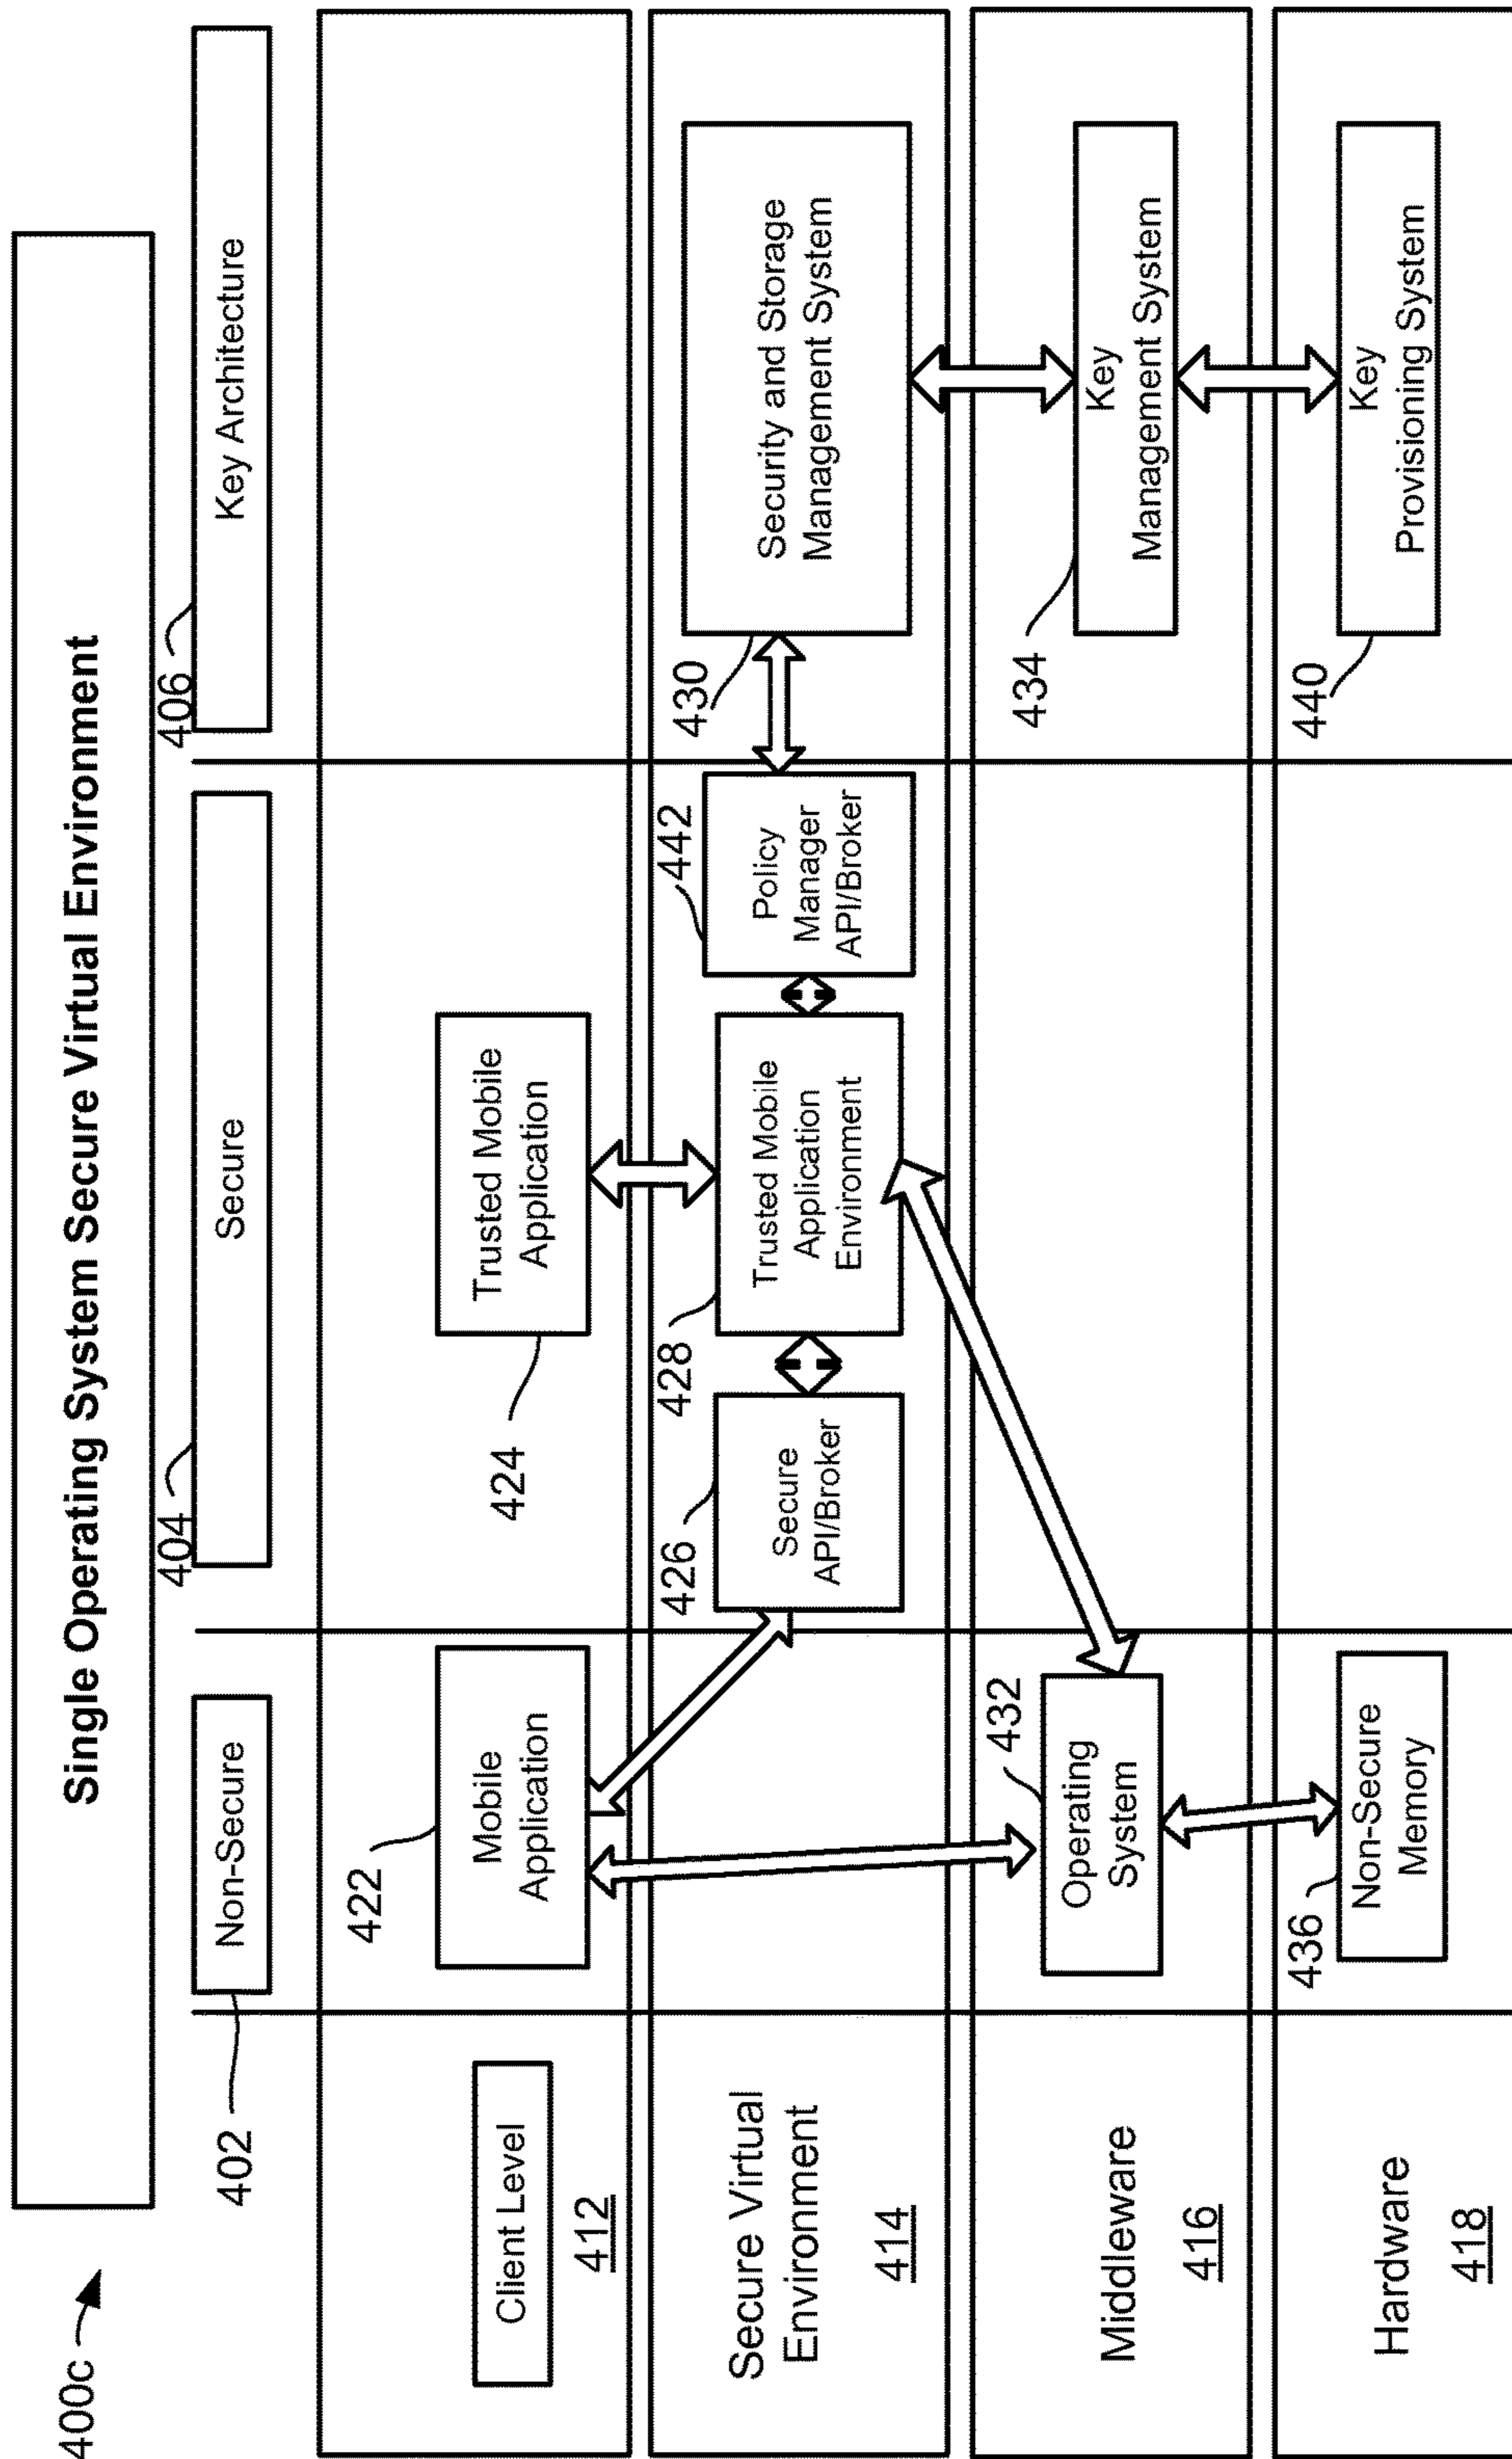 400c
Single Operating System Secure Virtual Environment
402
Non-Secure
404
Secure
406
Key Architecture
Client Level
412
422
Mobile
Application
424
Trusted Mobile
Application
Secure Virtual
Environment
414
426
Secure
API/Broker
428
Trusted Mobile
Application
Environment
442
Policy
Manager
API/Broker
430
Security and Storage
Management System
Middleware
416
432
Operating
System
434
Key
Management System
Hardware
418
436
Non-Secure
Memory
440
Key
Provisioning System